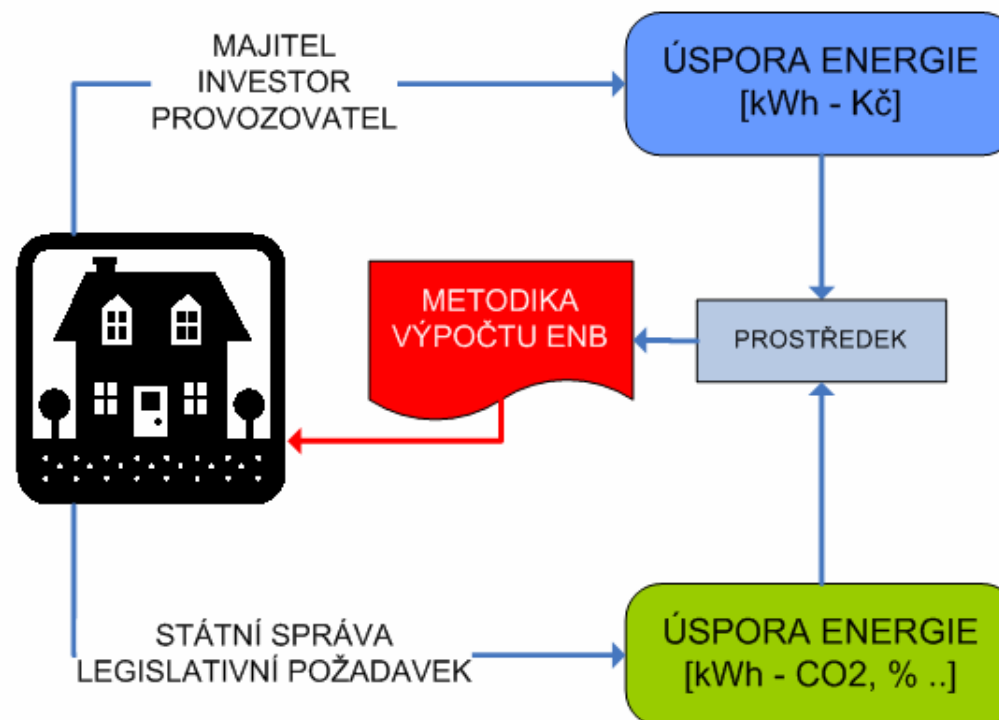 MAJITEL
INVESTOR
PROVOZOVATEL
ÚSPORA ENERGIE
[kWh - Kč]
METODIKA
VÝPOČTU ENB
PROSTŘEDEK
STÁTNÍ SPRÁVA
LEGISLATIVNÍ POŽADAVEK
ÚSPORA ENERGIE
[kWh - CO2, % ..]